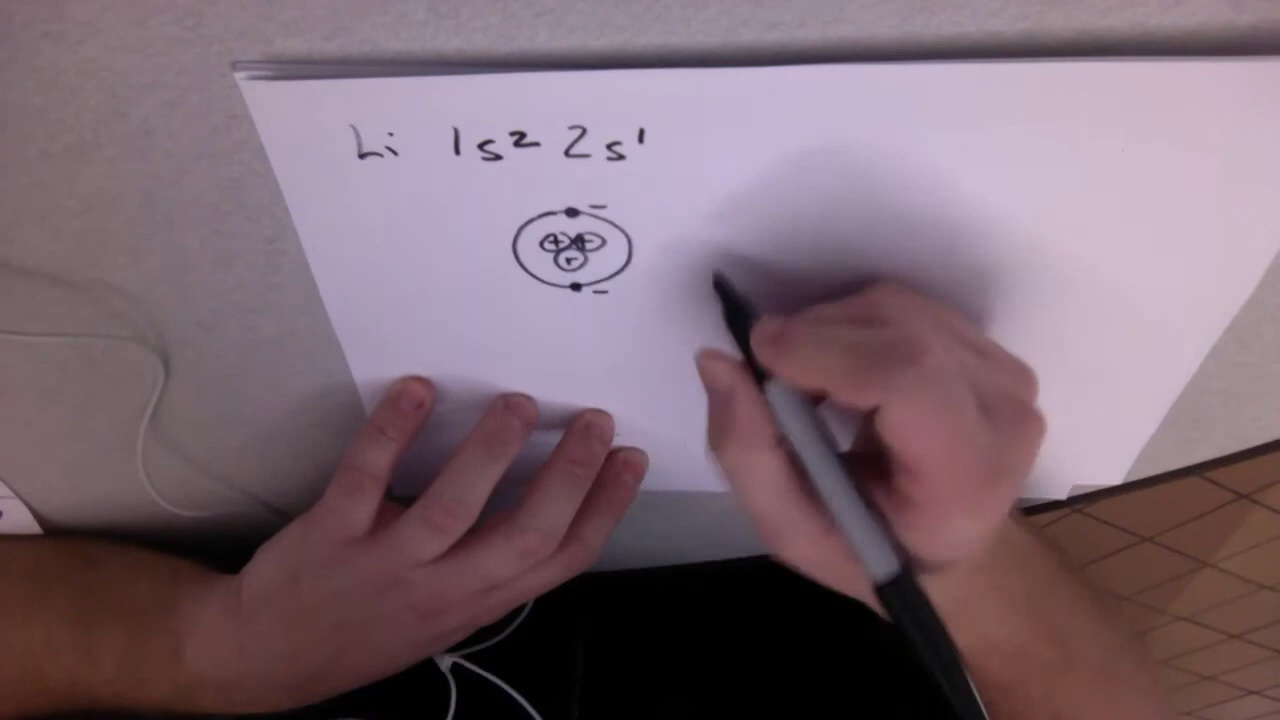 Li 1s² 2s¹
−
+ +
+
−